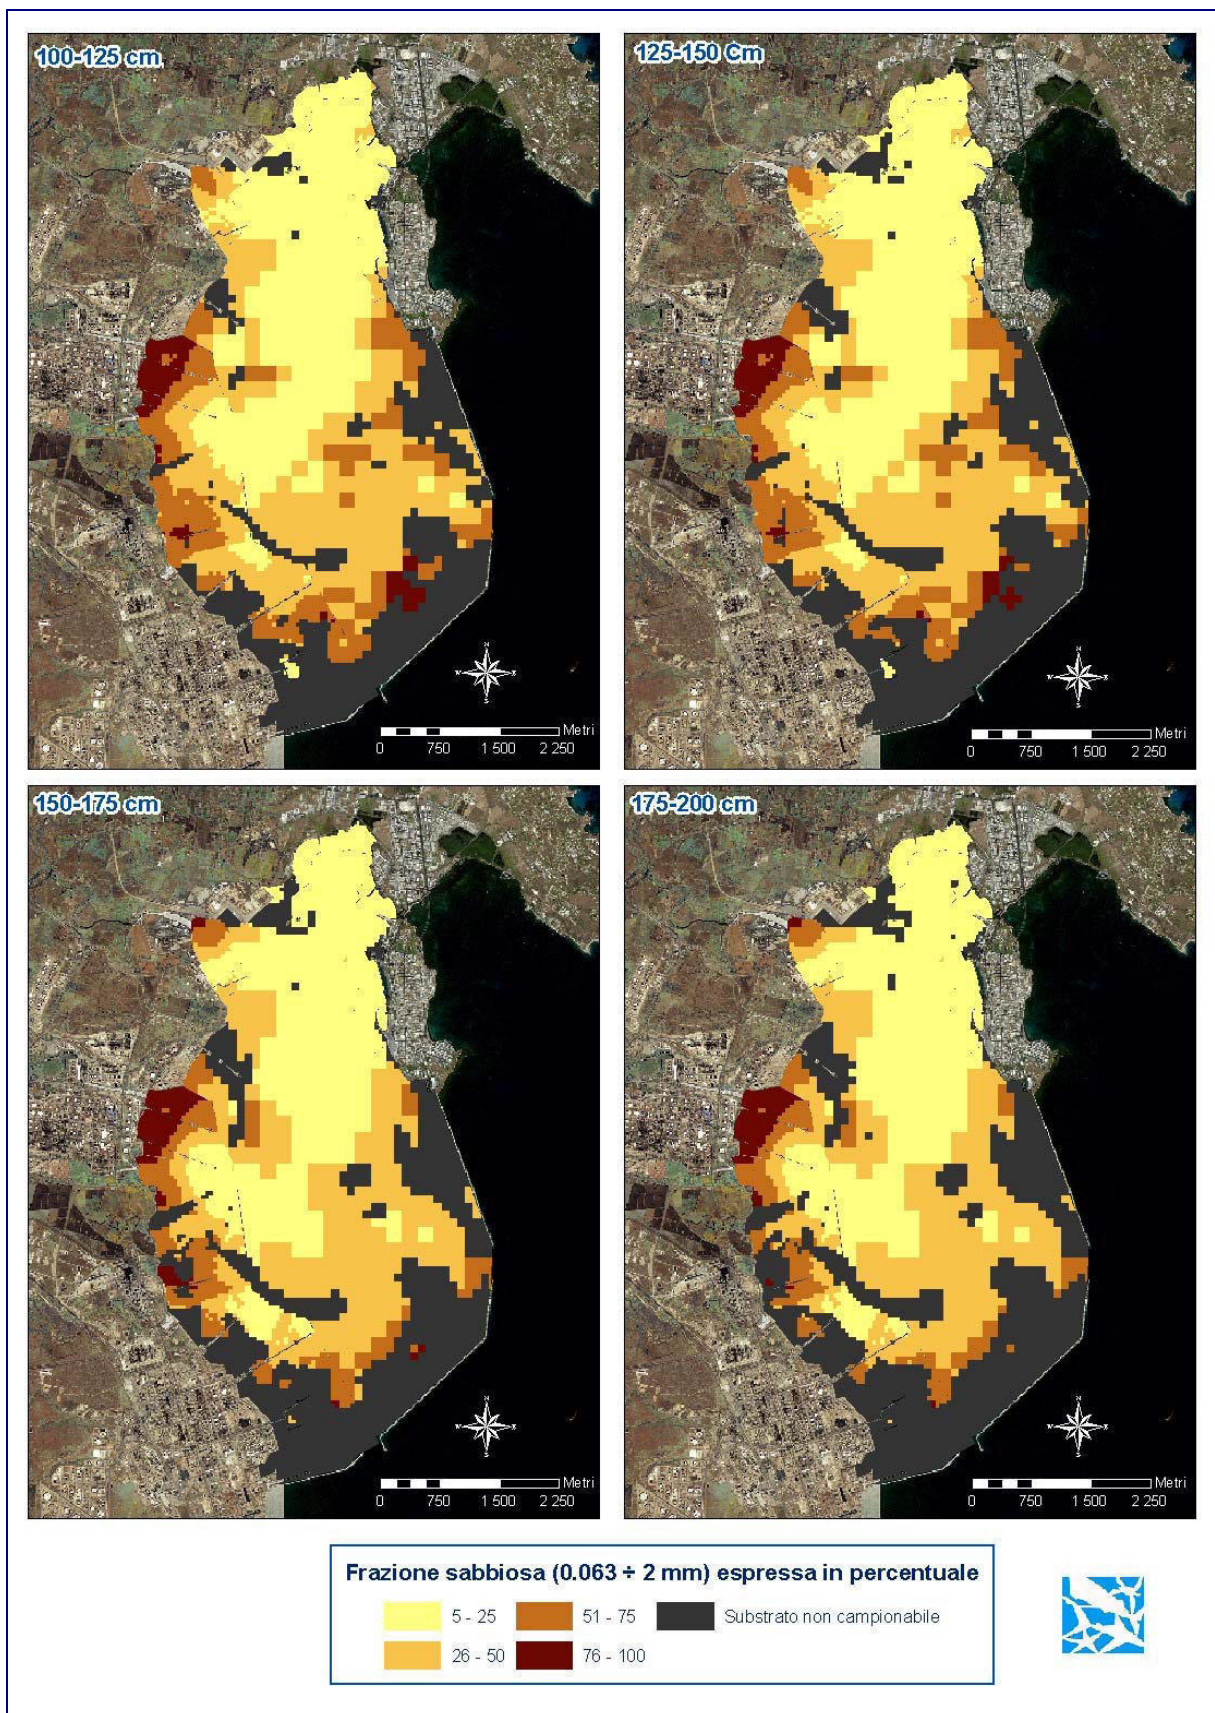 100-125 cm
125-150 Cm
N
W E
S
Metri
0 750 1 500 2 250
N
W E
S
Metri
0 750 1 500 2 250
150-175 cm
175-200 cm
N
W E
S
Metri
0 750 1 500 2 250
N
W E
S
Metri
0 750 1 500 2 250
Frazione sabbiosa (0.063 ÷ 2 mm) espressa in percentuale
5 - 25
51 - 75
Substrato non campionabile
26 - 50
76 - 100